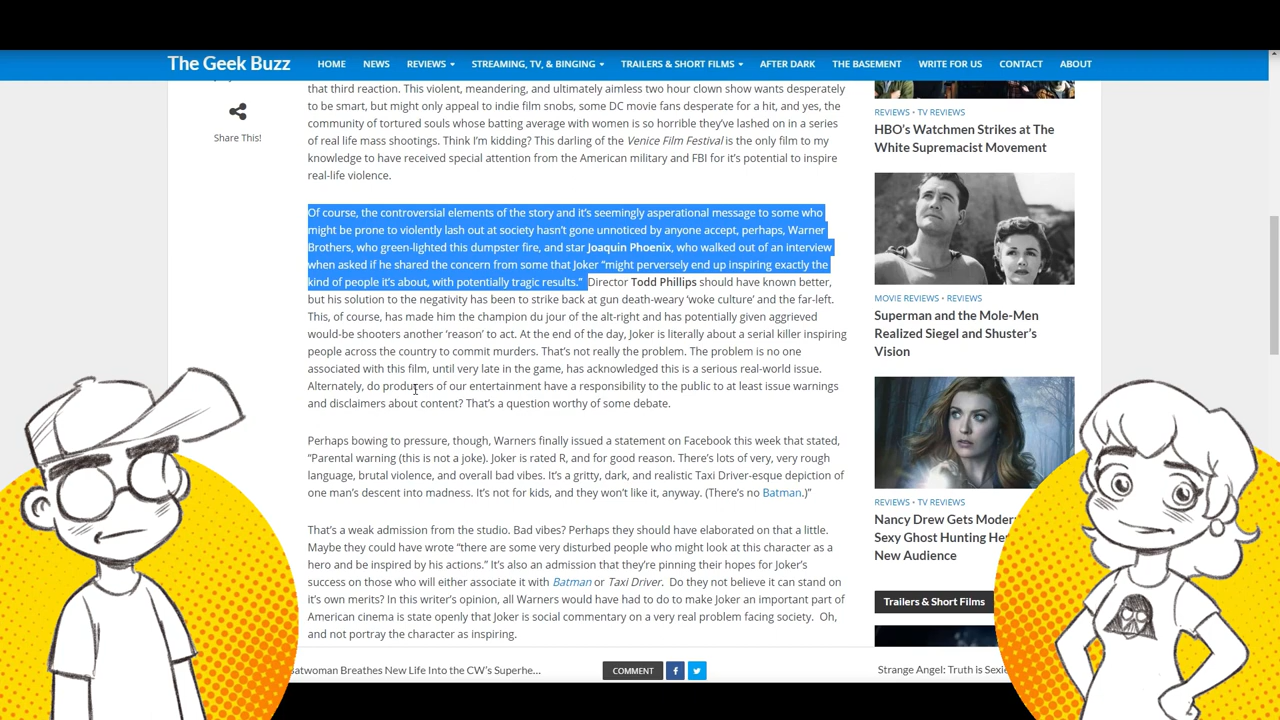 The Geek Buzz
HOME NEWS REVIEWS STREAMING, TV, & BINGING TRAILERS & SHORT FILMS AFTER DARK THE BASEMENT WRITE FOR US CONTACT ABOUT
Share This!
that third reaction. This violent, meandering, and ultimately aimless two hour clown show wants desperately
to be smart, but might only appeal to indie film snobs, some DC movie fans desperate for a hit, and yes, the
community of tortured souls whose batting average with women is so horrible they've lashed on in a series
of real life mass shootings. Think I'm kidding? This darling of the Venice Film Festival is the only film to my
knowledge to have received special attention from the American military and FBI for it's potential to inspire
real-life violence.
Of course, the controversial elements of the story and it's seemingly asperational message to some who
might be prone to violently lash out at society hasn't gone unnoticed by anyone accept, perhaps, Warner
Brothers, who green-lighted this dumpster fire, and star Joaquin Phoenix, who walked out of an interview
when asked if he shared the concern from some that Joker "might perversely end up inspiring exactly the
kind of people it's about, with potentially tragic results." Director Todd Phillips should have known better,
but his solution to the negativity has been to strike back at gun death-weary 'woke culture' and the far-left.
This, of course, has made him the champion du jour of the alt-right and has potentially given aggrieved
would-be shooters another 'reason' to act. At the end of the day, Joker is literally about a serial killer inspiring
people across the country to commit murders. That's not really the problem. The problem is no one
associated with this film, until very late in the game, has acknowledged this is a serious real-world issue.
Alternately, do producers of our entertainment have a responsibility to the public to at least issue warnings
and disclaimers about content? That's a question worthy of some debate.
Perhaps bowing to pressure, though, Warners finally issued a statement on Facebook this week that stated,
"Parental warning (this is not a joke). Joker is rated R, and for good reason. There's lots of very, very rough
language, brutal violence, and overall bad vibes. It's a gritty, dark, and realistic Taxi Driver-esque depiction of
one man's descent into madness. It's not for kids, and they won't like it, anyway. (There's no Batman.)"
That's a weak admission from the studio. Bad vibes? Perhaps they should have elaborated on that a little.
Maybe they could have wrote "there are some very disturbed people who might look at this character as a
hero and be inspired by his actions." It's also an admission that they're pinning their hopes for Joker's
success on those who will either associate it with Batman or Taxi Driver. Do they not believe it can stand on
it's own merits? In this writer's opinion, all Warners would have had to do to make Joker an important part of
American cinema is state openly that Joker is social commentary on a very real problem facing society. Oh,
and not portray the character as inspiring.
REVIEWS • TV REVIEWS
HBO's Watchmen Strikes at The
White Supremacist Movement
MOVIE REVIEWS • REVIEWS
Superman and the Mole-Men
Realized Siegel and Shuster's
Vision
REVIEWS • TV REVIEWS
Nancy Drew Gets Moder
Sexy Ghost Hunting He
New Audience
Trailers & Short Films
Batwoman Breathes New Life Into the CW's Superhe...
COMMENT
Strange Angel: Truth is Sexie